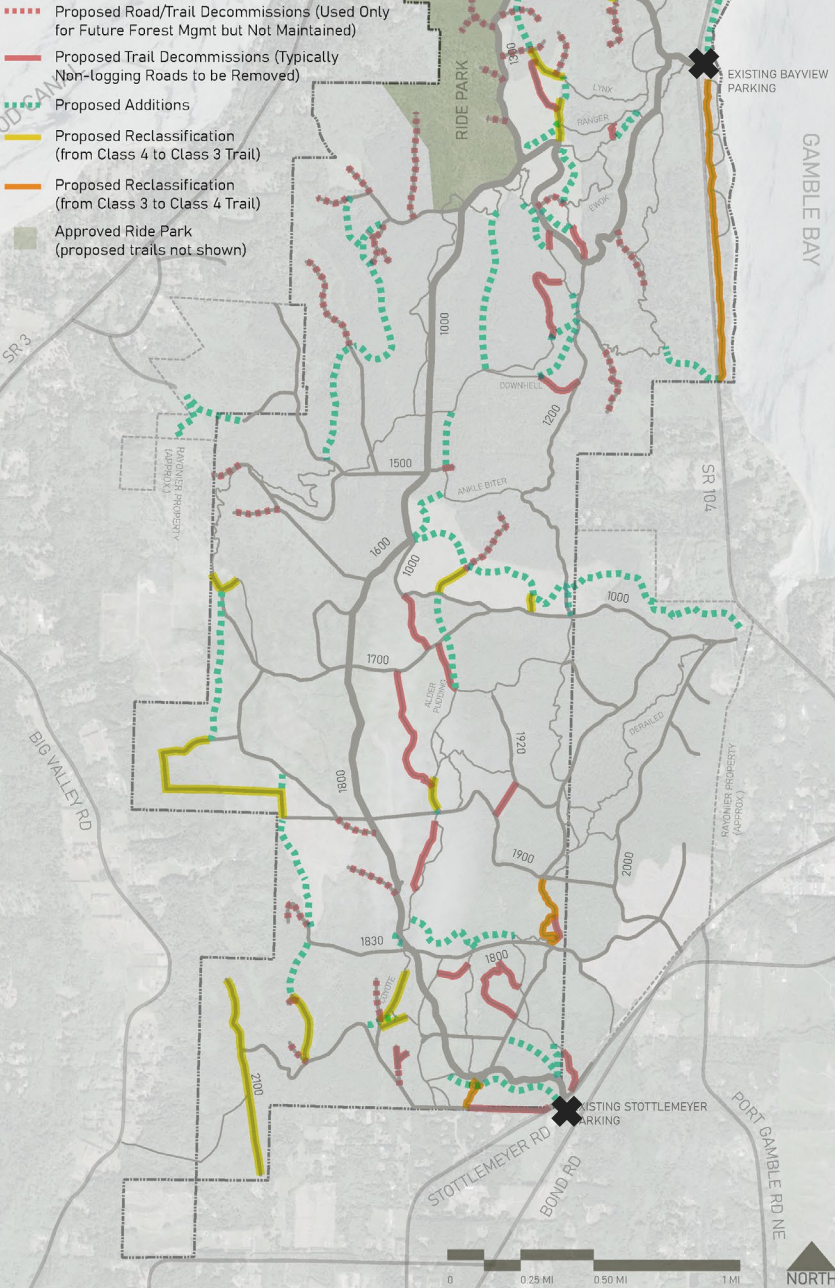 Proposed Road/Trail Decommissions (Used Only
for Future Forest Mgmt but Not Maintained)
Proposed Trail Decommissions (Typically
Non-logging Roads to be Removed)
Proposed Additions
Proposed Reclassification
(from Class 4 to Class 3 Trail)
Proposed Reclassification
(from Class 3 to Class 4 Trail)
Approved Ride Park
(proposed trails not shown)
RIDE PARK
1300
LYNX
RANGER
EWOK
EXISTING BAYVIEW
PARKING
GAMBLE BAY
SR 3
1000
DOWNHELL
1200
RAYONIER PROPERTY
(APPROX.)
1500
ANKLE BITER
SR 104
1600
1000
1000
1700
ALDER
PUDDING
DERAILED
BIG VALLEY RD
1920
1800
RAYONIER PROPERTY
(APPROX.)
1900
2000
1830
1800
COYOTE
2100
EXISTING STOTTLEMEYER
PARKING
STOTTLEMEYER RD
BOND RD
PORT GAMBLE RD NE
0
0.25 MI
0.50 MI
1 MI
NORTH